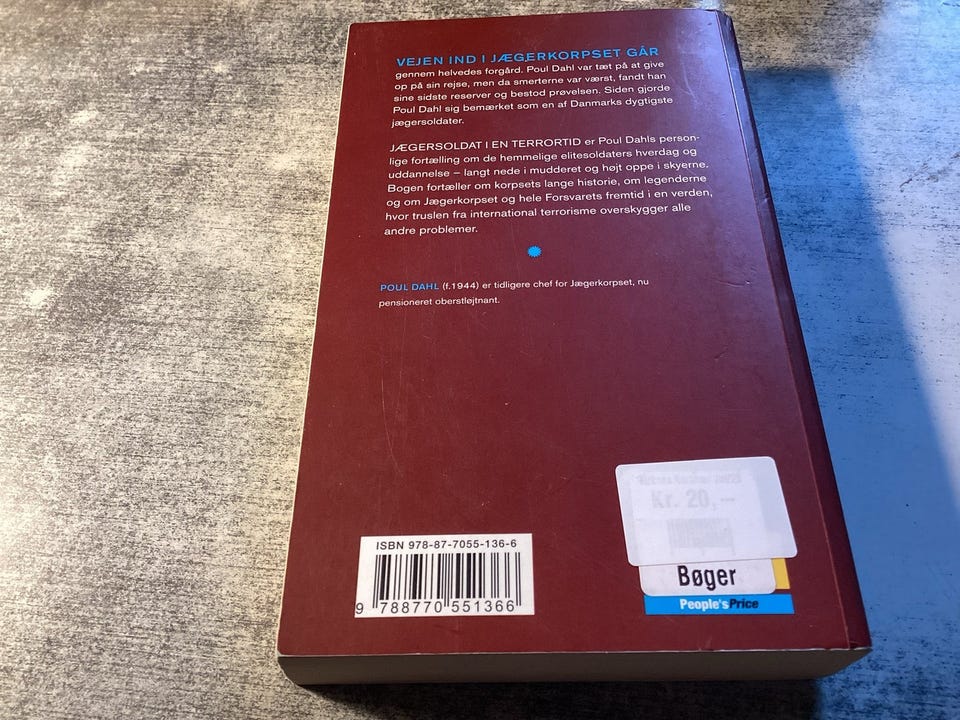 VEJEN IND I JÆGERKORPSET GÅR
gennem helvedes forgård. Poul Dahl var tæt på at give
op på sin rejse, men da smerterne var værst, fandt han
sine sidste reserver og bestod prøvelsen. Siden gjorde
Poul Dahl sig bemærket som en af Danmarks dygtigste
jægersoldater.
JÆGERSOLDAT I EN TERRORTID er Poul Dahls person-
lige fortælling om de hemmelige elitesoldaters hverdag og
uddannelse – langt nede i mudderet og højt oppe i skyerne.
Bogen fortæller om korpsets lange historie, om legenderne
og om Jægerkorpset og hele Forsvarets fremtid i en verden,
hvor truslen fra international terrorisme overskygger alle
andre problemer.
POUL DAHL (f.1944) er tidligere chef for Jægerkorpset, nu
pensioneret oberstløjtnant.
Kr. 20,-
ISBN 978-87-7055-136-6
9 788770 551366
Bøger
People'sPrice